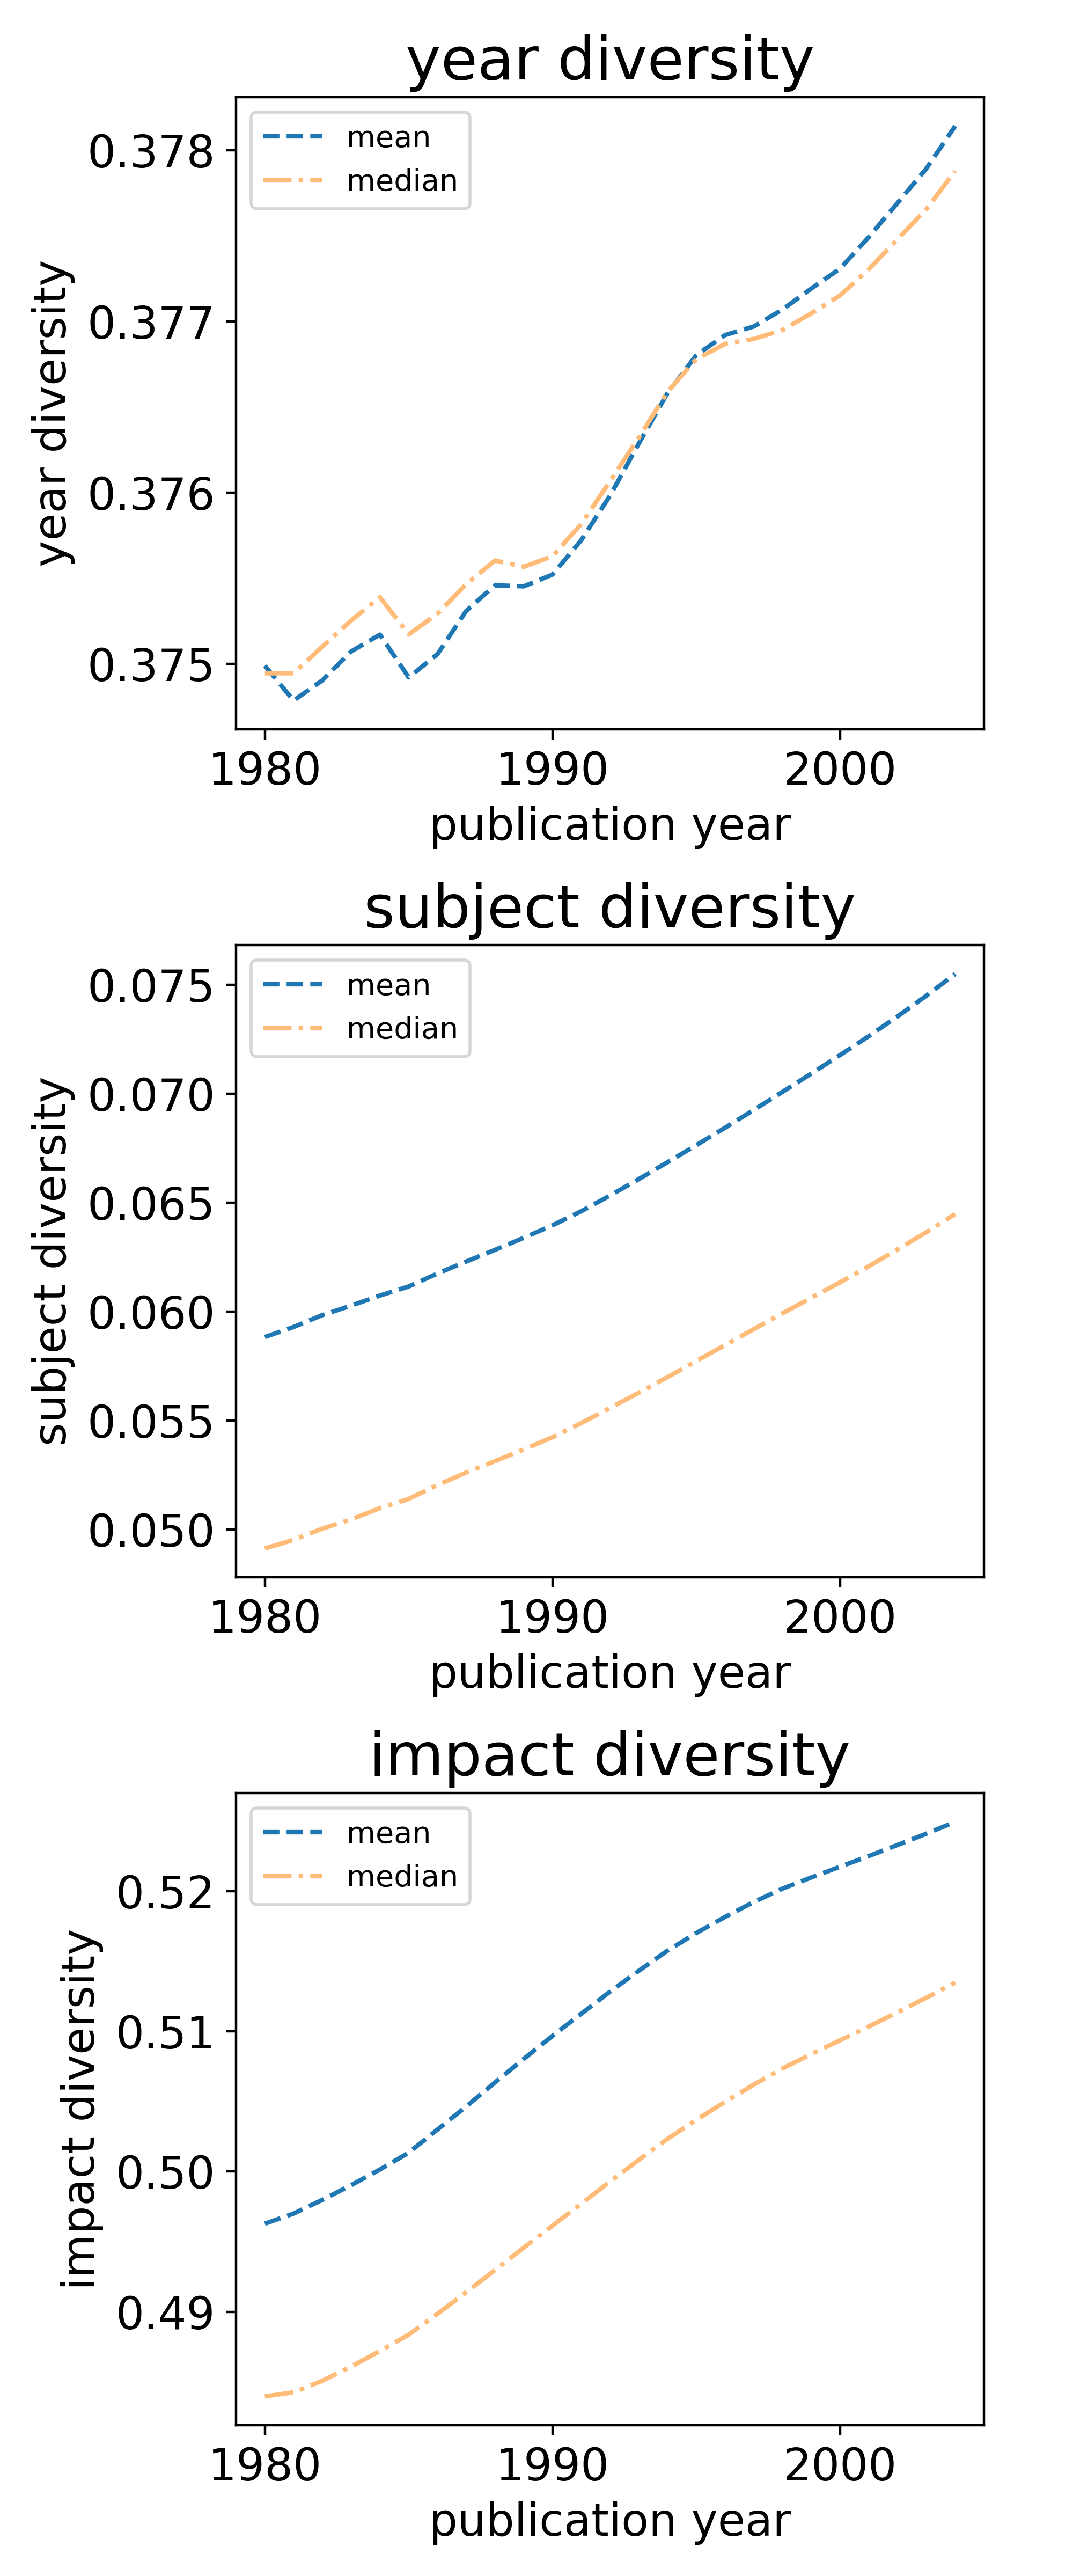 year diversity
mean
median
0.378
0.377
0.376
0.375
year diversity
1980 1990 2000
publication year
subject diversity
mean
median
0.075
0.070
0.065
0.060
0.055
0.050
subject diversity
1980 1990 2000
publication year
impact diversity
mean
median
0.52
0.51
0.50
0.49
impact diversity
1980 1990 2000
publication year